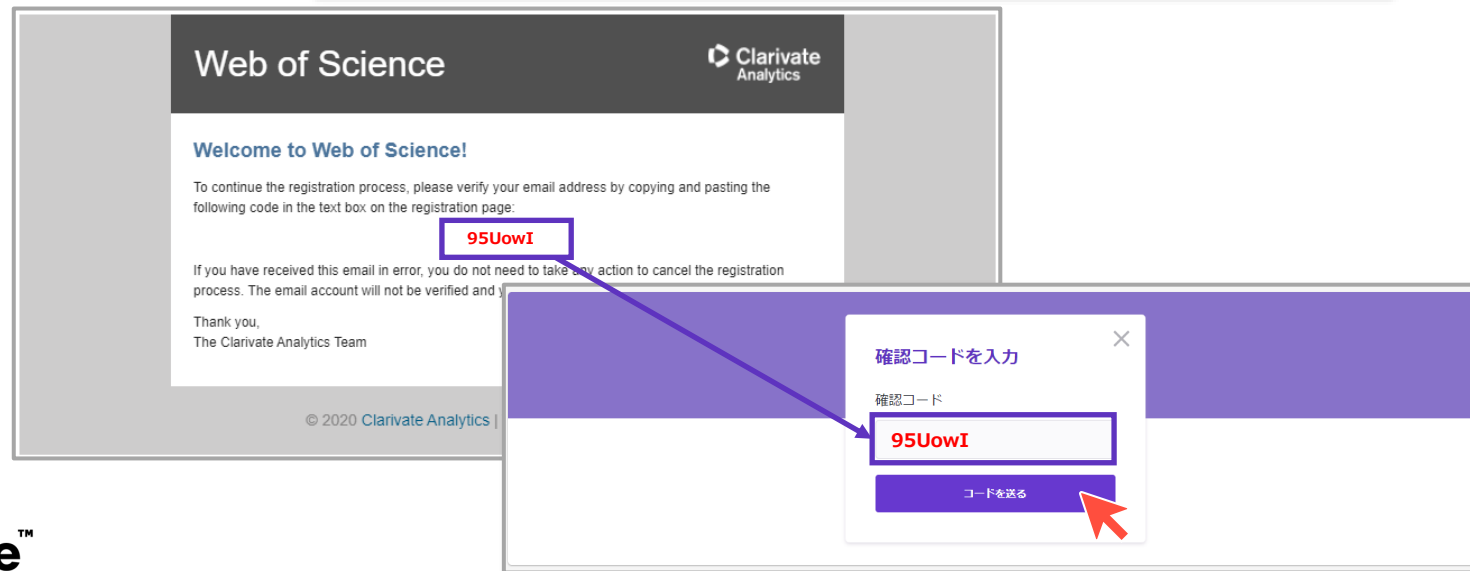 Web of Science
Clarivate
Analytics
Welcome to Web of Science!
To continue the registration process, please verify your email address by copying and pasting the
following code in the text box on the registration page:
95UowI
If you have received this email in error, you do not need to take any action to cancel the registration
process. The email account will not be verified and
Thank you,
The Clarivate Analytics Team
© 2020 Clarivate Analytics |
確認コードを入力
確認コード
95UowI
コードを送る
e™